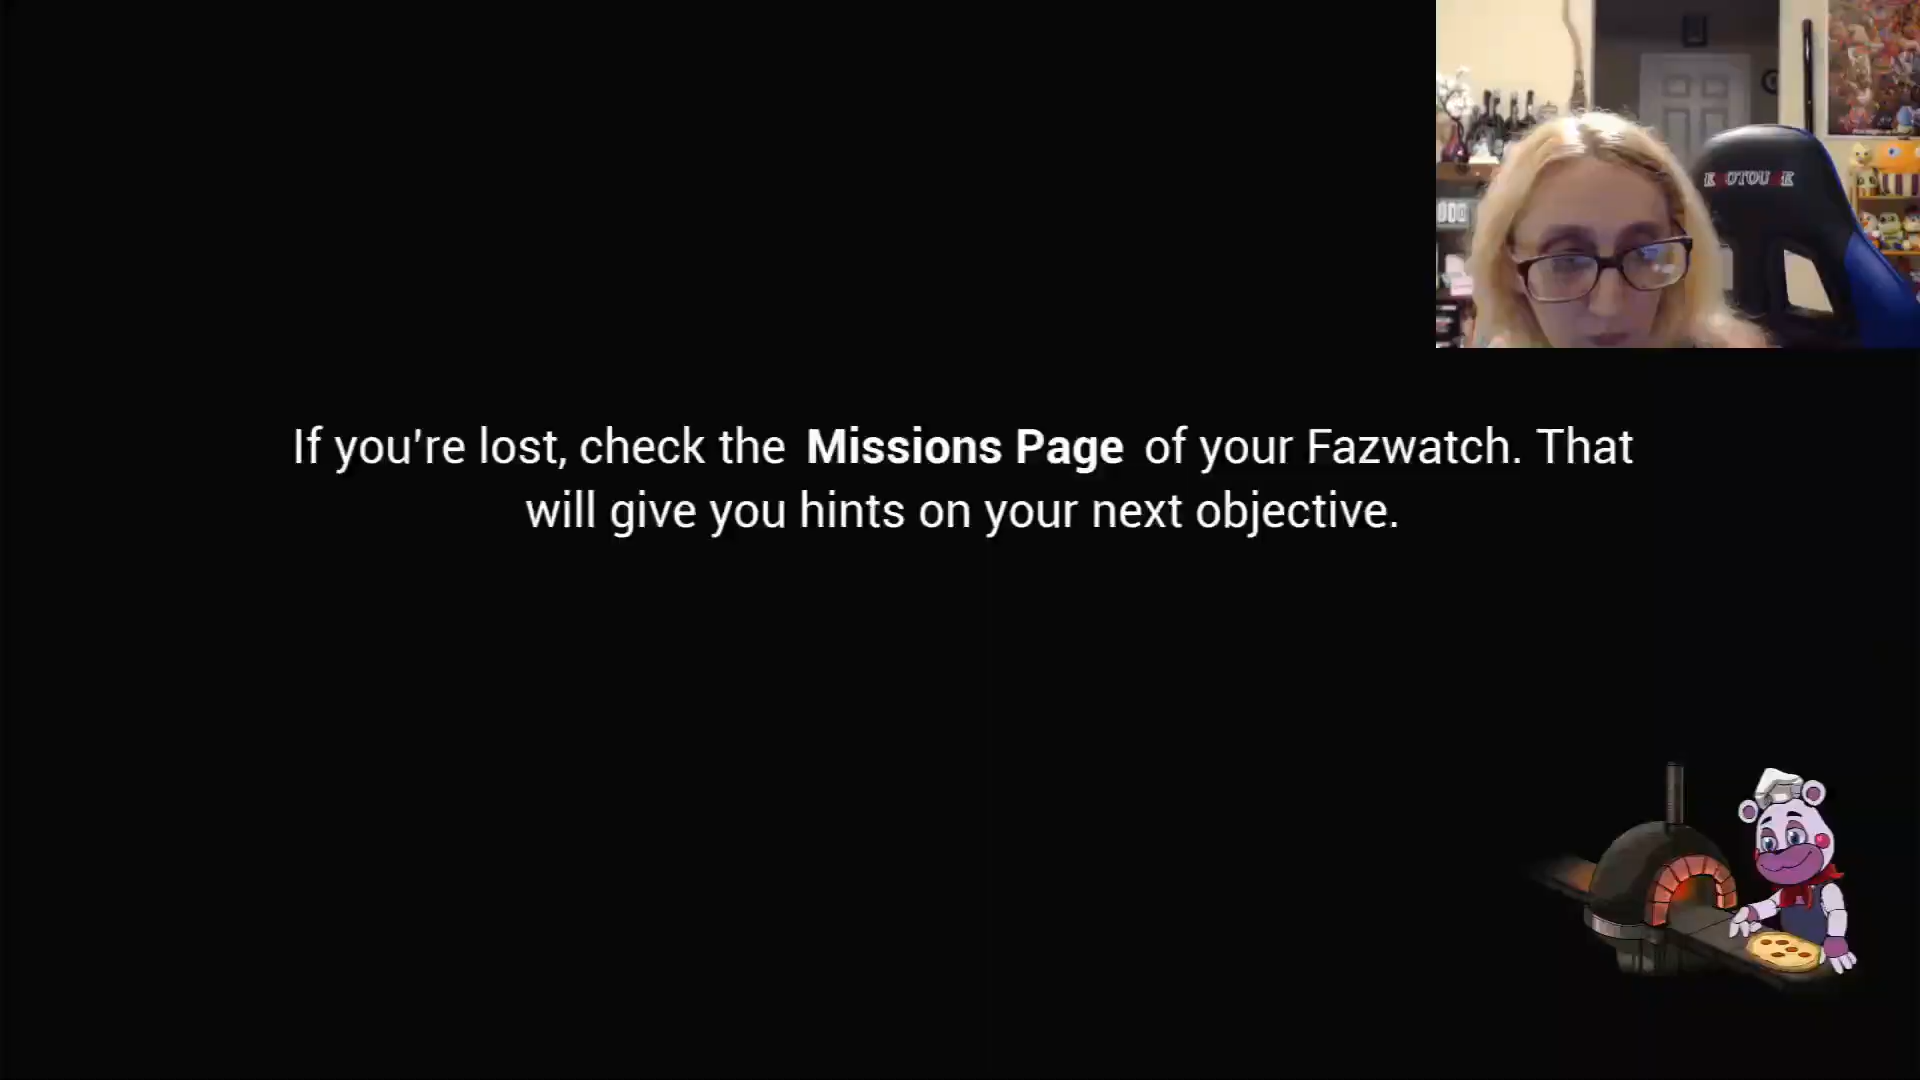 If you're lost, check the Missions Page of your Fazwatch. That
will give you hints on your next objective.